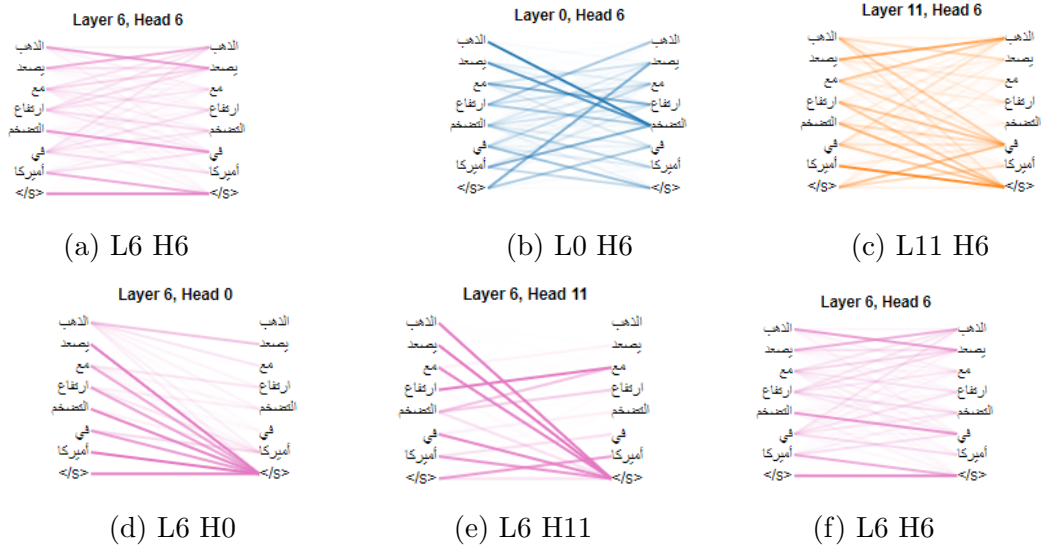 Layer 6, Head 6
الذهب الذهب
يصعد يصعد
مع مع
ارتفاع ارتفاع
التضخم التضخم
في في
أميركا أميركا
</s> </s>
(a) L6 H6
Layer 0, Head 6
الذهب الذهب
يصعد يصعد
مع مع
ارتفاع ارتفاع
التضخم التضخم
في في
أميركا أميركا
</s> </s>
(b) L0 H6
Layer 11, Head 6
الذهب الذهب
يصعد يصعد
مع مع
ارتفاع ارتفاع
التضخم التضخم
في في
أميركا أميركا
</s> </s>
(c) L11 H6
Layer 6, Head 0
الذهب الذهب
يصعد يصعد
مع مع
ارتفاع ارتفاع
التضخم التضخم
في في
أميركا أميركا
</s> </s>
(d) L6 H0
Layer 6, Head 11
الذهب الذهب
يصعد يصعد
مع مع
ارتفاع ارتفاع
التضخم التضخم
في في
أميركا أميركا
</s> </s>
(e) L6 H11
Layer 6, Head 6
الذهب الذهب
يصعد يصعد
مع مع
ارتفاع ارتفاع
التضخم التضخم
في في
أميركا أميركا
</s> </s>
(f) L6 H6